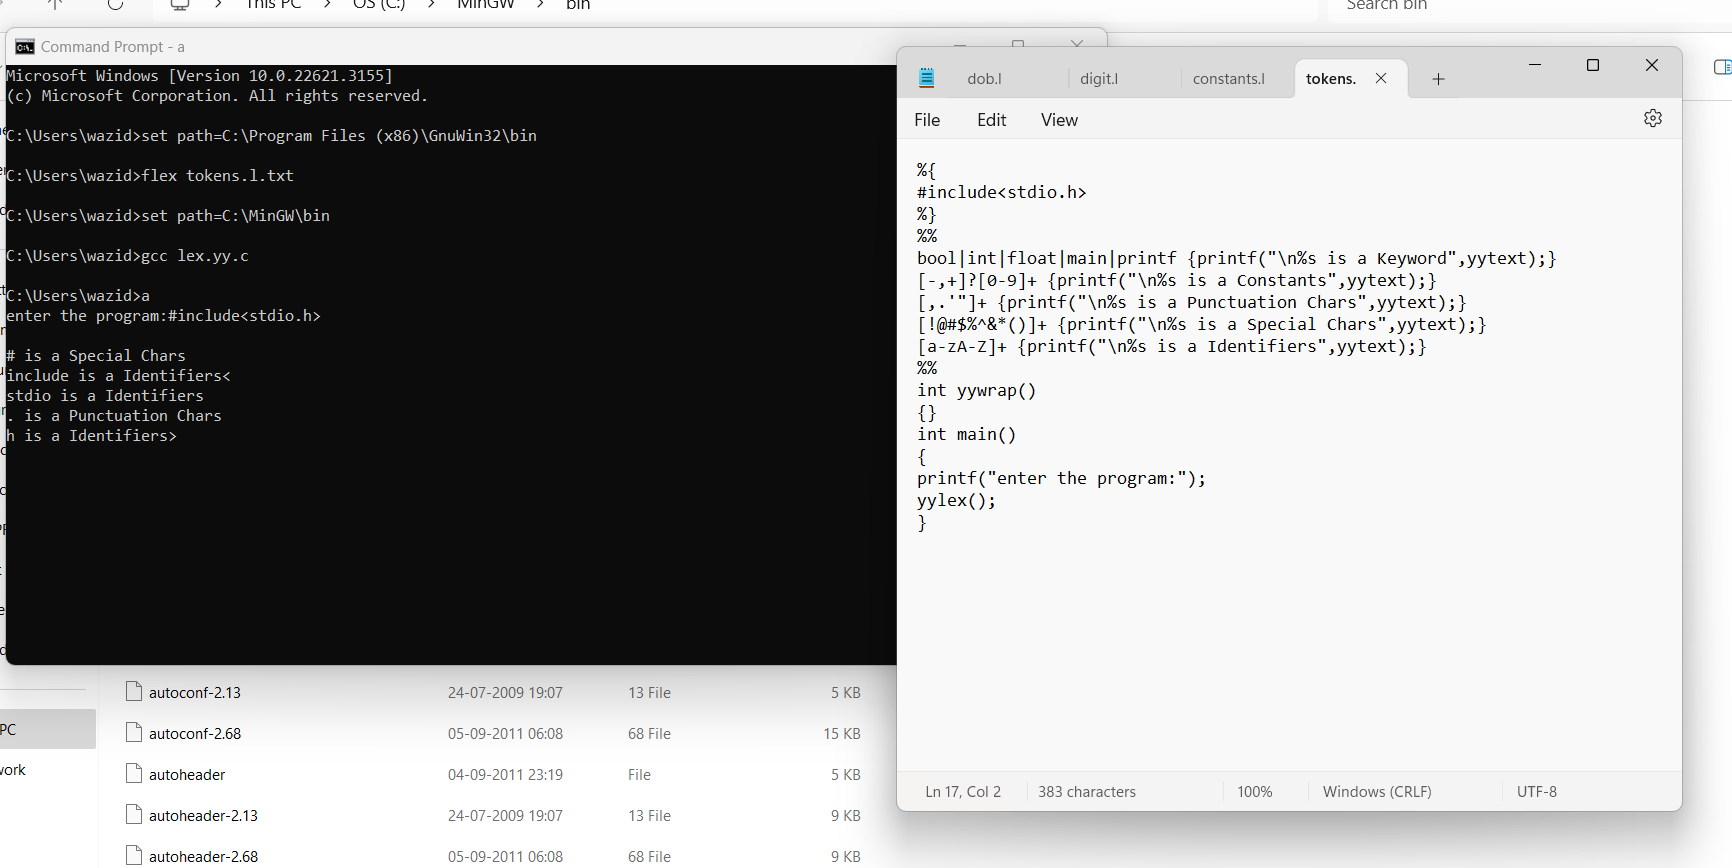 This PC > OS (C:) > MinGW > bin
Search bin
Command Prompt - a
Microsoft Windows [Version 10.0.22621.3155]
(c) Microsoft Corporation. All rights reserved.
C:\Users\wazid>set path=C:\Program Files (x86)\GnuWin32\bin
C:\Users\wazid>flex tokens.l.txt
C:\Users\wazid>set path=C:\MinGW\bin
C:\Users\wazid>gcc lex.yy.c
C:\Users\wazid>a
enter the program:#include<stdio.h>
# is a Special Chars
include is a Identifiers<
stdio is a Identifiers
. is a Punctuation Chars
h is a Identifiers>
dob.l
digit.l
constants.l
tokens.
File Edit View
%{
#include<stdio.h>
%}
%%
bool|int|float|main|printf {printf("\n%s is a Keyword",yytext);}
[-,+]?[0-9]+ {printf("\n%s is a Constants",yytext);}
[,.'"]+ {printf("\n%s is a Punctuation Chars",yytext);}
[!@#$%^&*()]+ {printf("\n%s is a Special Chars",yytext);}
[a-zA-Z]+ {printf("\n%s is a Identifiers",yytext);}
%%
int yywrap()
{}
int main()
{
printf("enter the program:");
yylex();
}
Ln 17, Col 2 383 characters 100% Windows (CRLF) UTF-8
PC
work
autoconf-2.13 24-07-2009 19:07 13 File 5 KB
autoconf-2.68 05-09-2011 06:08 68 File 15 KB
autoheader 04-09-2011 23:19 File 5 KB
autoheader-2.13 24-07-2009 19:07 13 File 9 KB
autoheader-2.68 05-09-2011 06:08 68 File 9 KB